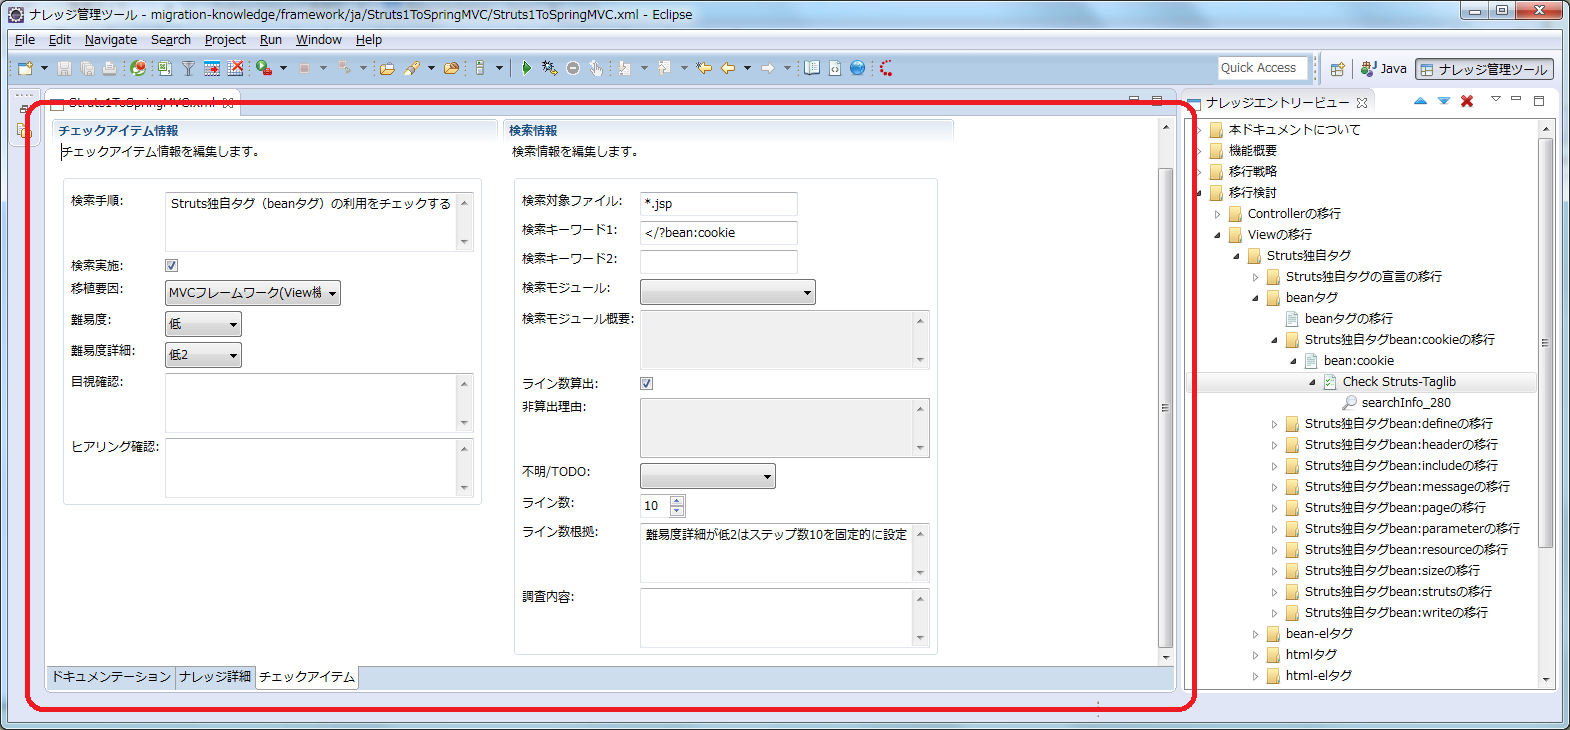 ナレッジ管理ツール - migration-knowledge/framework/ja/Struts1ToSpringMVC/Struts1ToSpringMVC.xml - Eclipse
File Edit Navigate Search Project Run Window Help
Quick Access
Java
ナレッジ管理ツール
Struts1ToSpringMVC.xml
チェックアイテム情報
チェックアイテム情報を編集します。
検索手順:
Struts独自タグ（beanタグ）の利用をチェックする
検索実施:
移植要因:
MVCフレームワーク(View機
難易度:
低
難易度詳細:
低2
目視確認:
ヒアリング確認:
検索情報
検索情報を編集します。
検索対象ファイル:
*.jsp
検索キーワード1:
</?bean:cookie
検索キーワード2:
検索モジュール:
検索モジュール概要:
ライン数算出:
非算出理由:
不明/TODO:
ライン数:
10
ライン数根拠:
難易度詳細が低2はステップ数10を固定的に設定
調査内容:
ドキュメンテーション
ナレッジ詳細
チェックアイテム
ナレッジエントリービュー
本ドキュメントについて
機能概要
移行戦略
移行検討
Controllerの移行
Viewの移行
Struts独自タグ
Struts独自タグの宣言の移行
beanタグ
beanタグの移行
Struts独自タグbean:cookieの移行
bean:cookie
Check Struts-Taglib
searchInfo_280
Struts独自タグbean:defineの移行
Struts独自タグbean:headerの移行
Struts独自タグbean:includeの移行
Struts独自タグbean:messageの移行
Struts独自タグbean:pageの移行
Struts独自タグbean:parameterの移行
Struts独自タグbean:resourceの移行
Struts独自タグbean:sizeの移行
Struts独自タグbean:strutsの移行
Struts独自タグbean:writeの移行
bean-elタグ
htmlタグ
html-elタグ